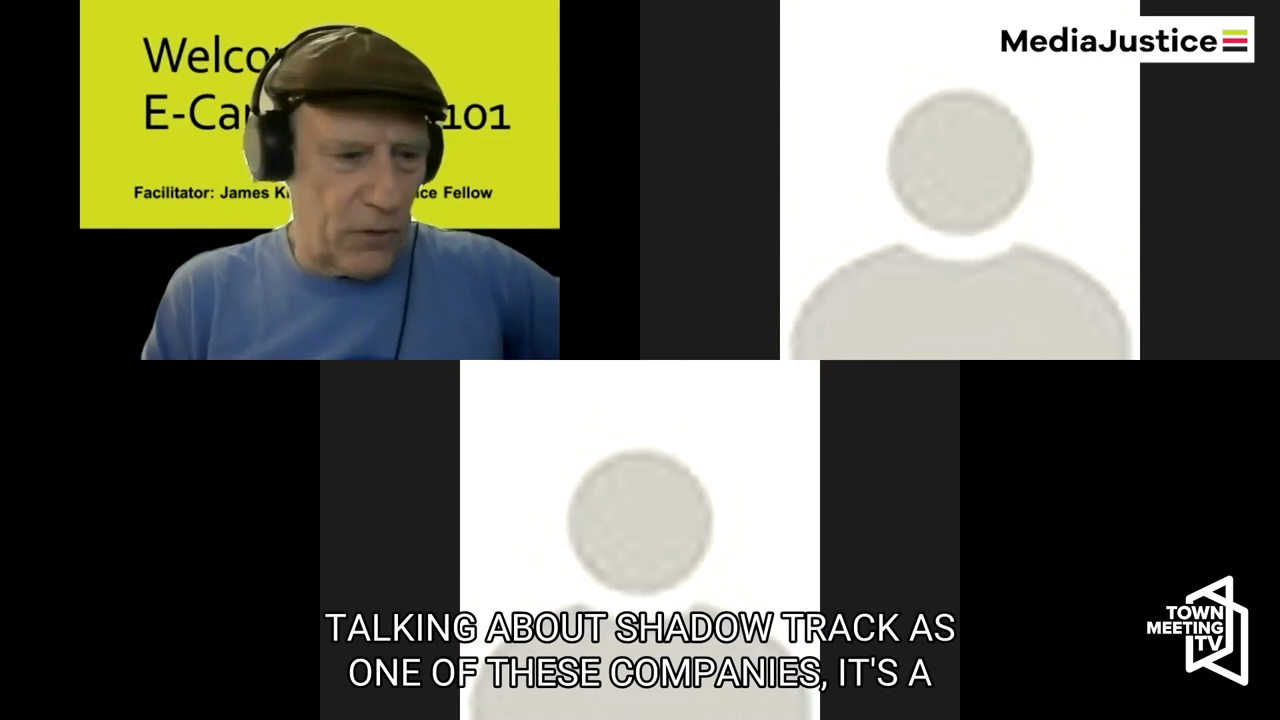 Welco
E-Ca 101
Facilitator: James K ice Fellow
MediaJustice
TALKING ABOUT SHADOW TRACK AS
ONE OF THESE COMPANIES, IT'S A
TOWN
MEETING
TV